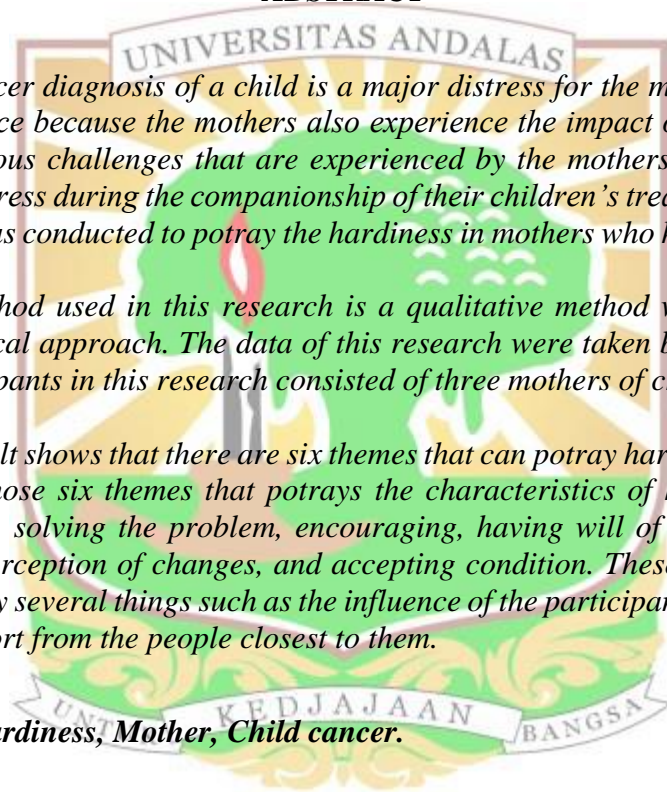 ABSTRACT
UNIVERSITAS ANDALAS
cer diagnosis of a child is a major distress for the m
ce because the mothers also experience the impact o
ous challenges that are experienced by the mothers
ress during the companionship of their children's trea
as conducted to potray the hardiness in mothers who h
hod used in this research is a qualitative method v
cal approach. The data of this research were taken b
pants in this research consisted of three mothers of c
lt shows that there are six themes that can potray har
hose six themes that potrays the characteristics of
solving the problem, encouraging, having will of
rception of changes, and accepting condition. These
y several things such as the influence of the participan
ort from the people closest to them.
rdiness, Mother, Child cancer.
UNTUK KEDJAJAAN BANGSA